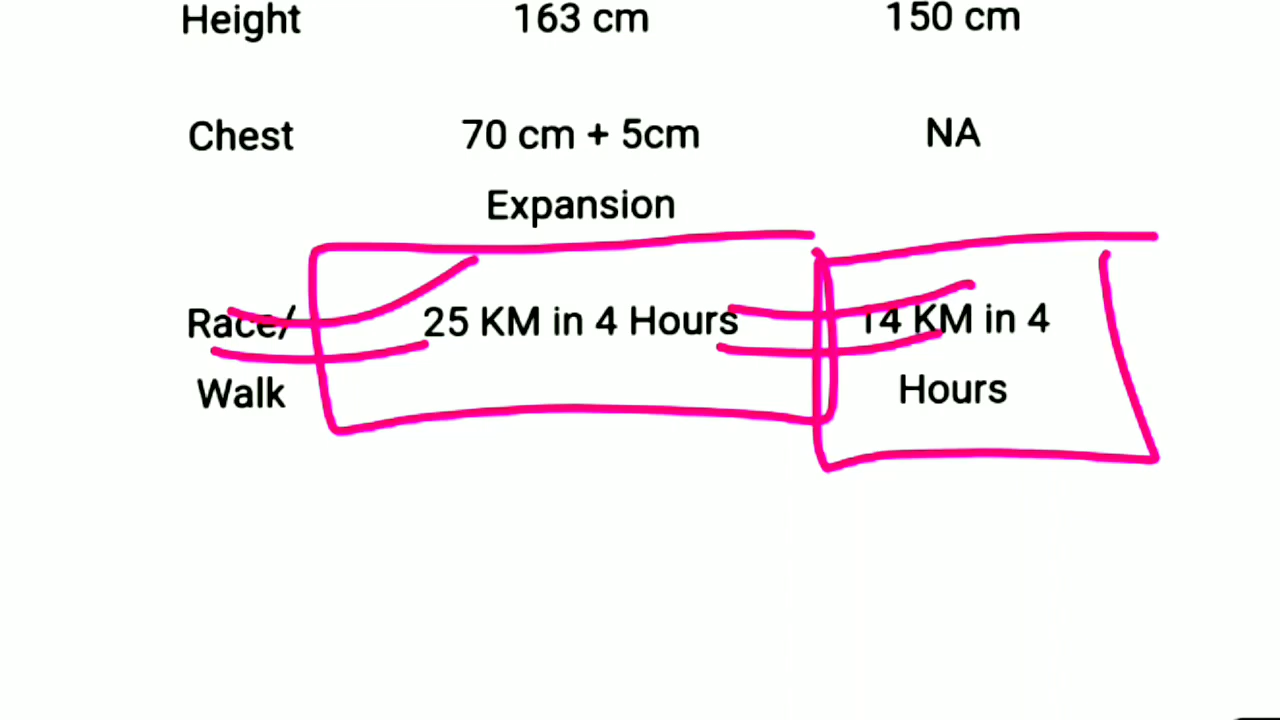 Height 163 cm 150 cm
Chest 70 cm + 5cm NA
Expansion
Race/ 25 KM in 4 Hours 14 KM in 4
Walk Hours